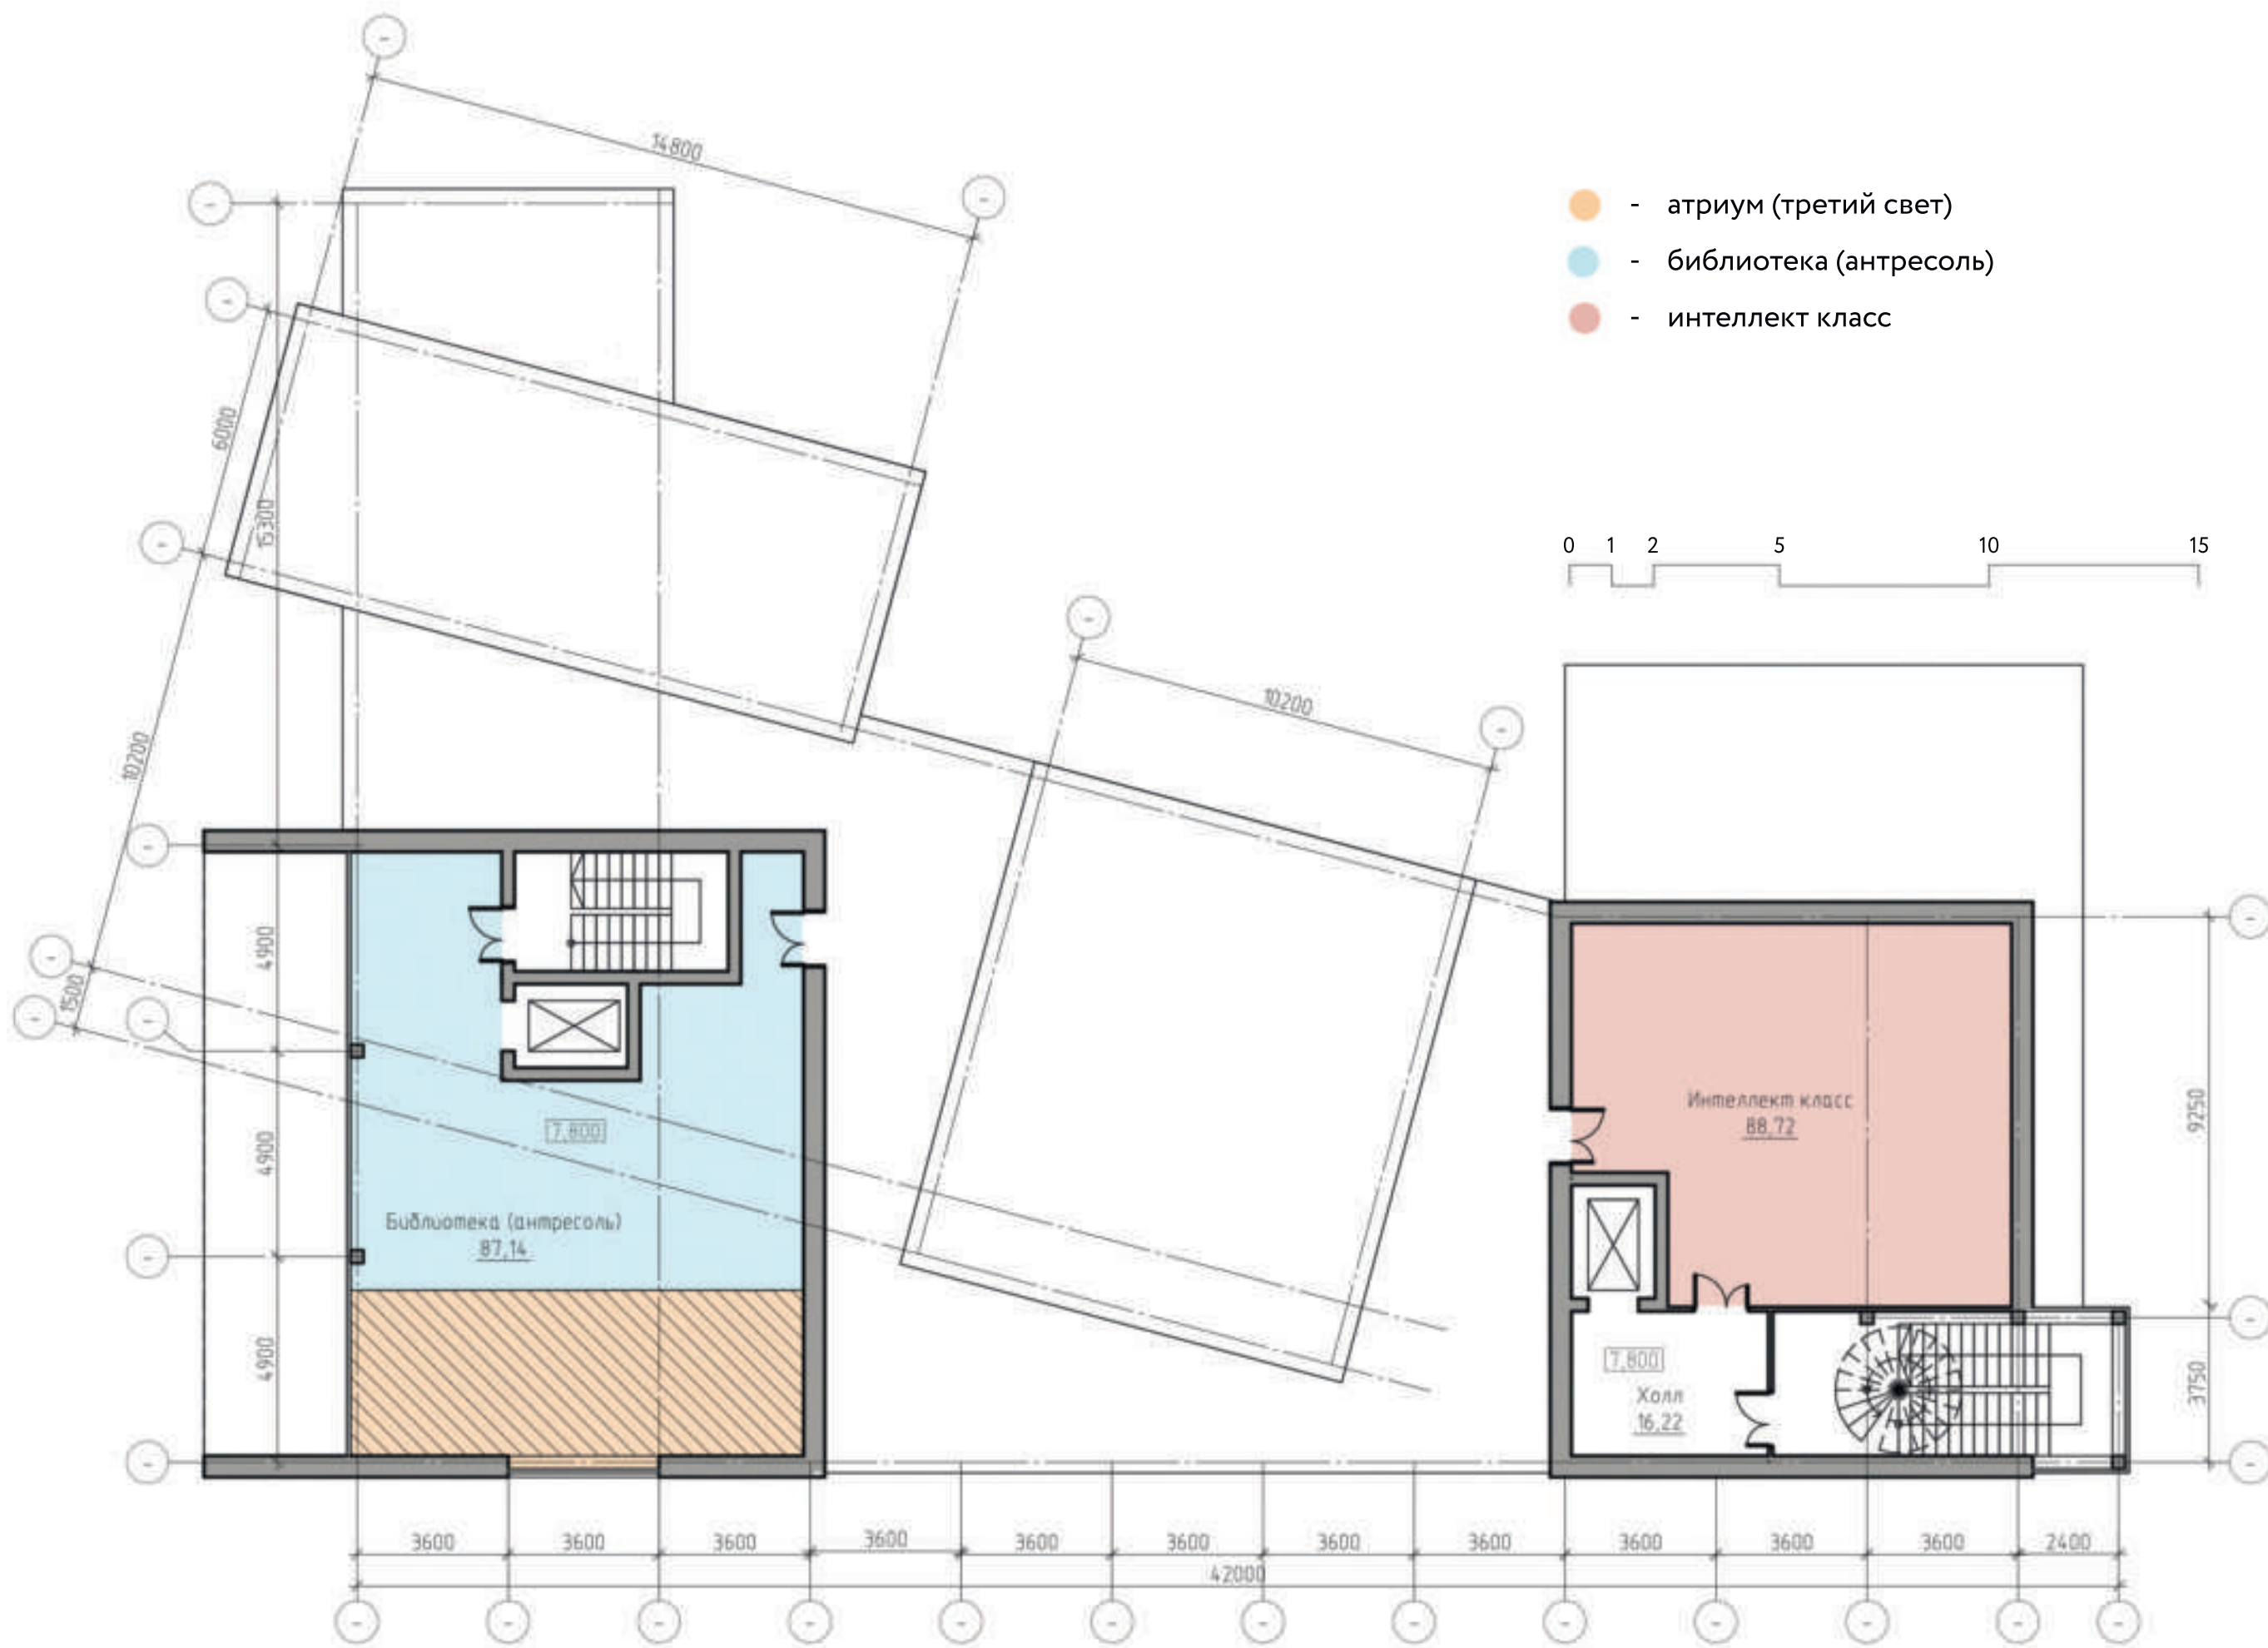 14800
- атриум (третий свет)
- библиотека (антресоль)
- интеллект класс
6000
15300
0 1 2 5 10 15
10200
10200
4900
1500
4900
4900
7,800
Библиотека (антресоль)
87,14
Интеллект класс
88,72
9250
7,800
Холл
16,22
3750
3600 3600 3600 3600 3600 3600 3600 3600 3600 3600 3600 2400
42000